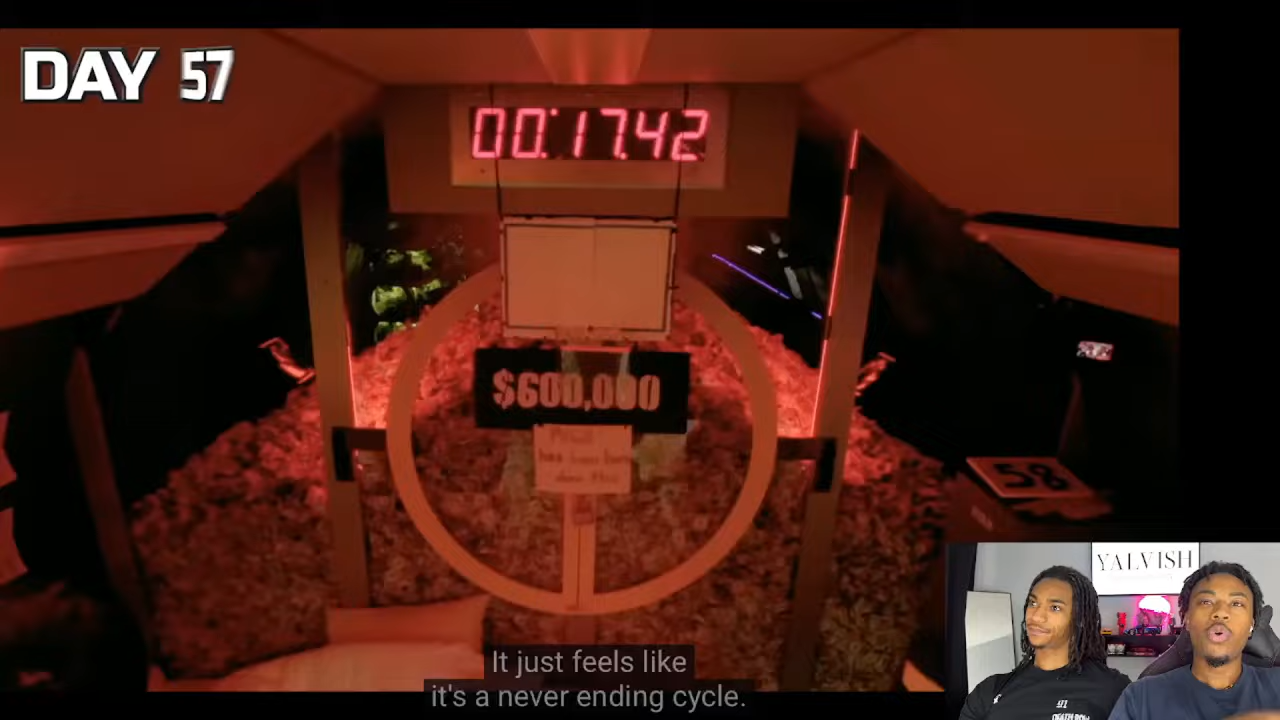 DAY 57
00:17.42
$600,000
58
YALVISH
It just feels like
it's a never ending cycle.